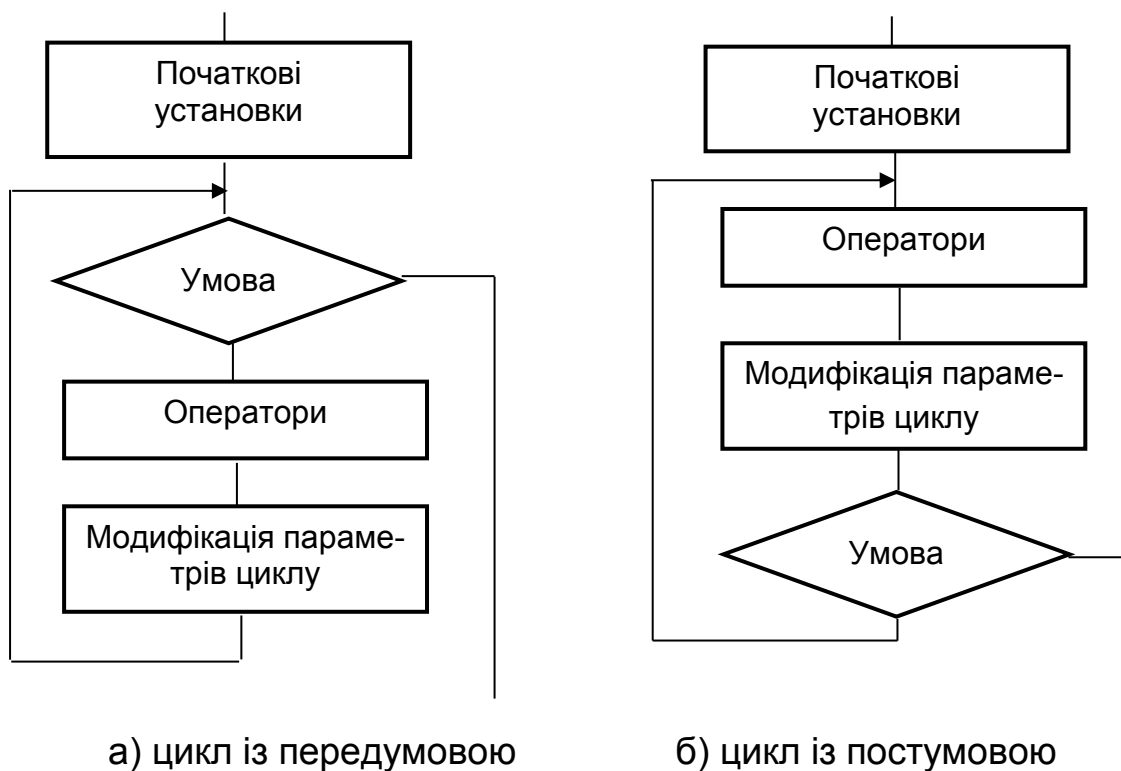 Початкові
установки
Умова
Оператори
Модифікація параме-
трів циклу
а) цикл із передумовою
Початкові
установки
Оператори
Модифікація параме-
трів циклу
Умова
б) цикл із постумовою